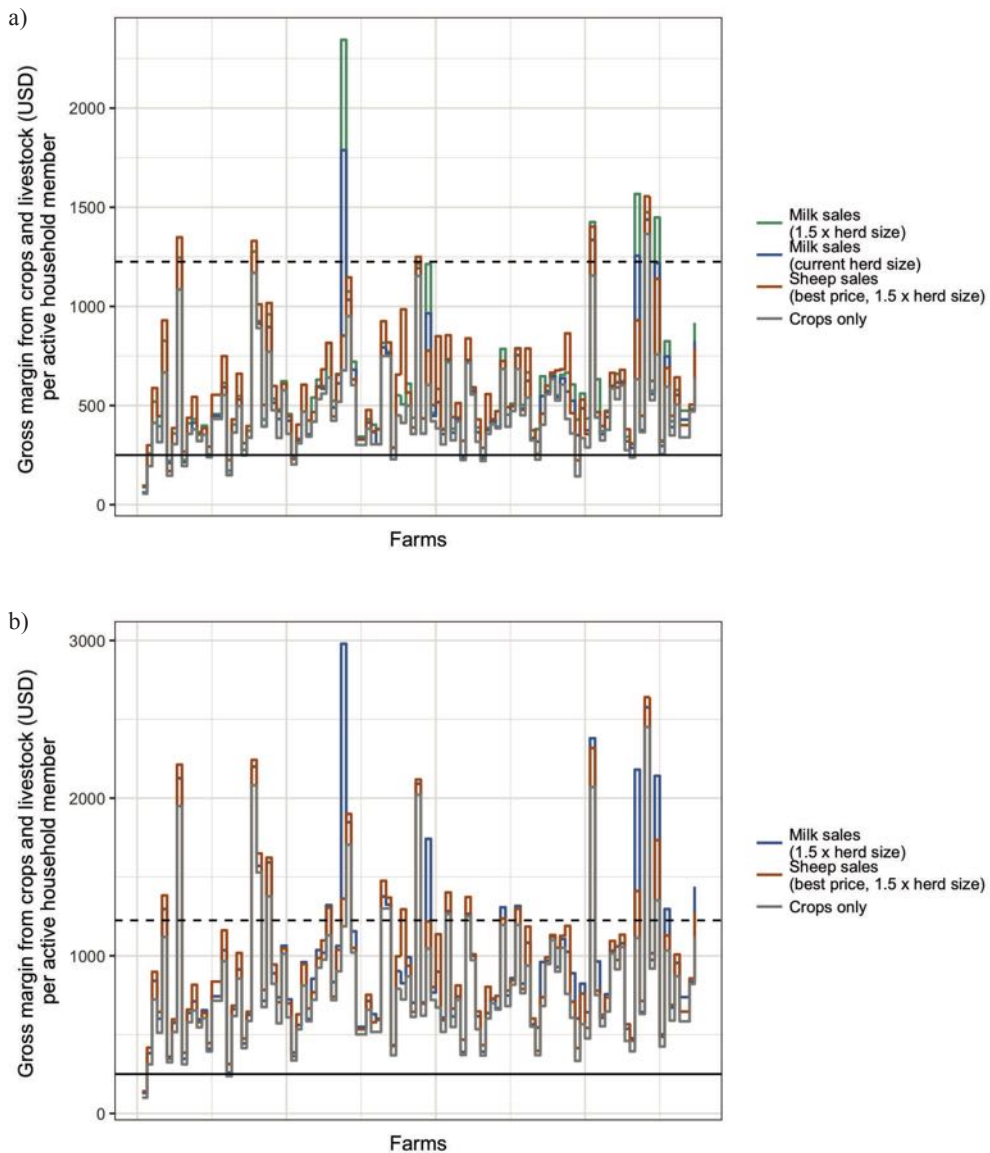 a)
Gross margin from crops and livestock (USD)
per active household member
2000
1500
1000
500
0
Farms
Milk sales
(1.5 x herd size)
Milk sales
(current herd size)
Sheep sales
(best price, 1.5 x herd size)
Crops only
b)
Gross margin from crops and livestock (USD)
per active household member
3000
2000
1000
0
Farms
Milk sales
(1.5 x herd size)
Sheep sales
(best price, 1.5 x herd size)
Crops only